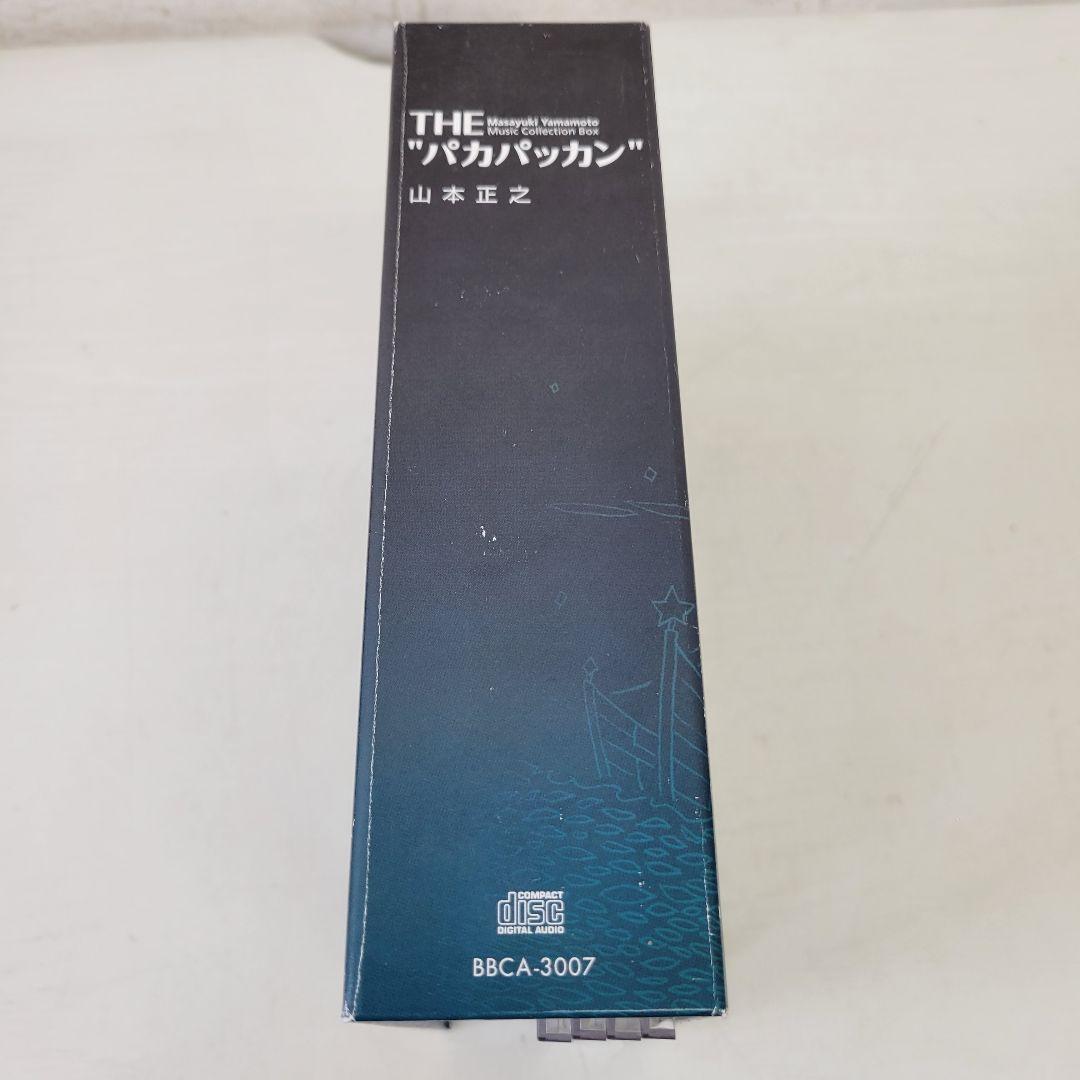 THE Masayuki Yamamoto
Music Collection Box
"パカパッカン"
山本正之
COMPACT
disc
DIGITAL AUDIO
BBCA-3007